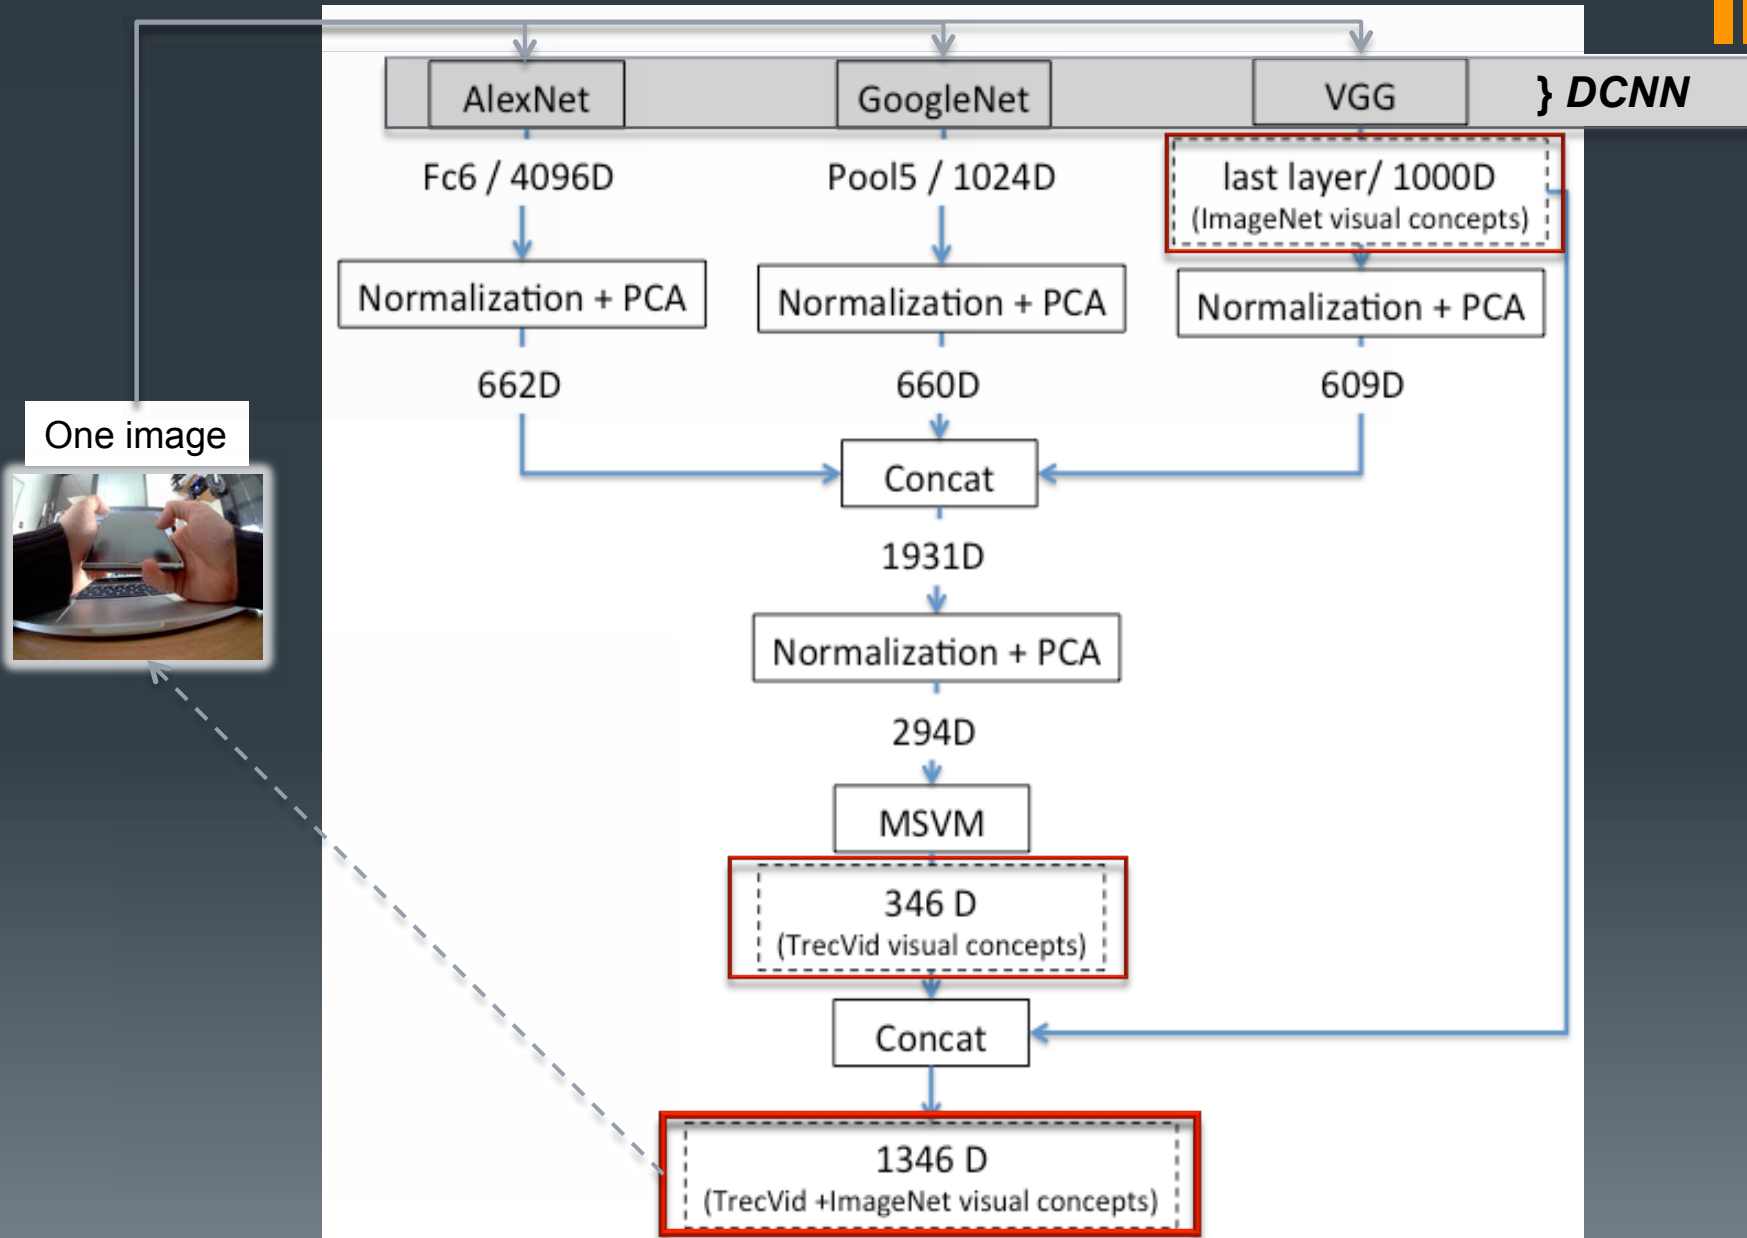 AlexNet
GoogleNet
VGG
} DCNN
Fc6 / 4096D
Pool5 / 1024D
last layer/ 1000D
(ImageNet visual concepts)
Normalization + PCA
Normalization + PCA
Normalization + PCA
662D
660D
609D
One image
Concat
1931D
Normalization + PCA
294D
MSVM
346 D
(TrecVid visual concepts)
Concat
1346 D
(TrecVid +ImageNet visual concepts)